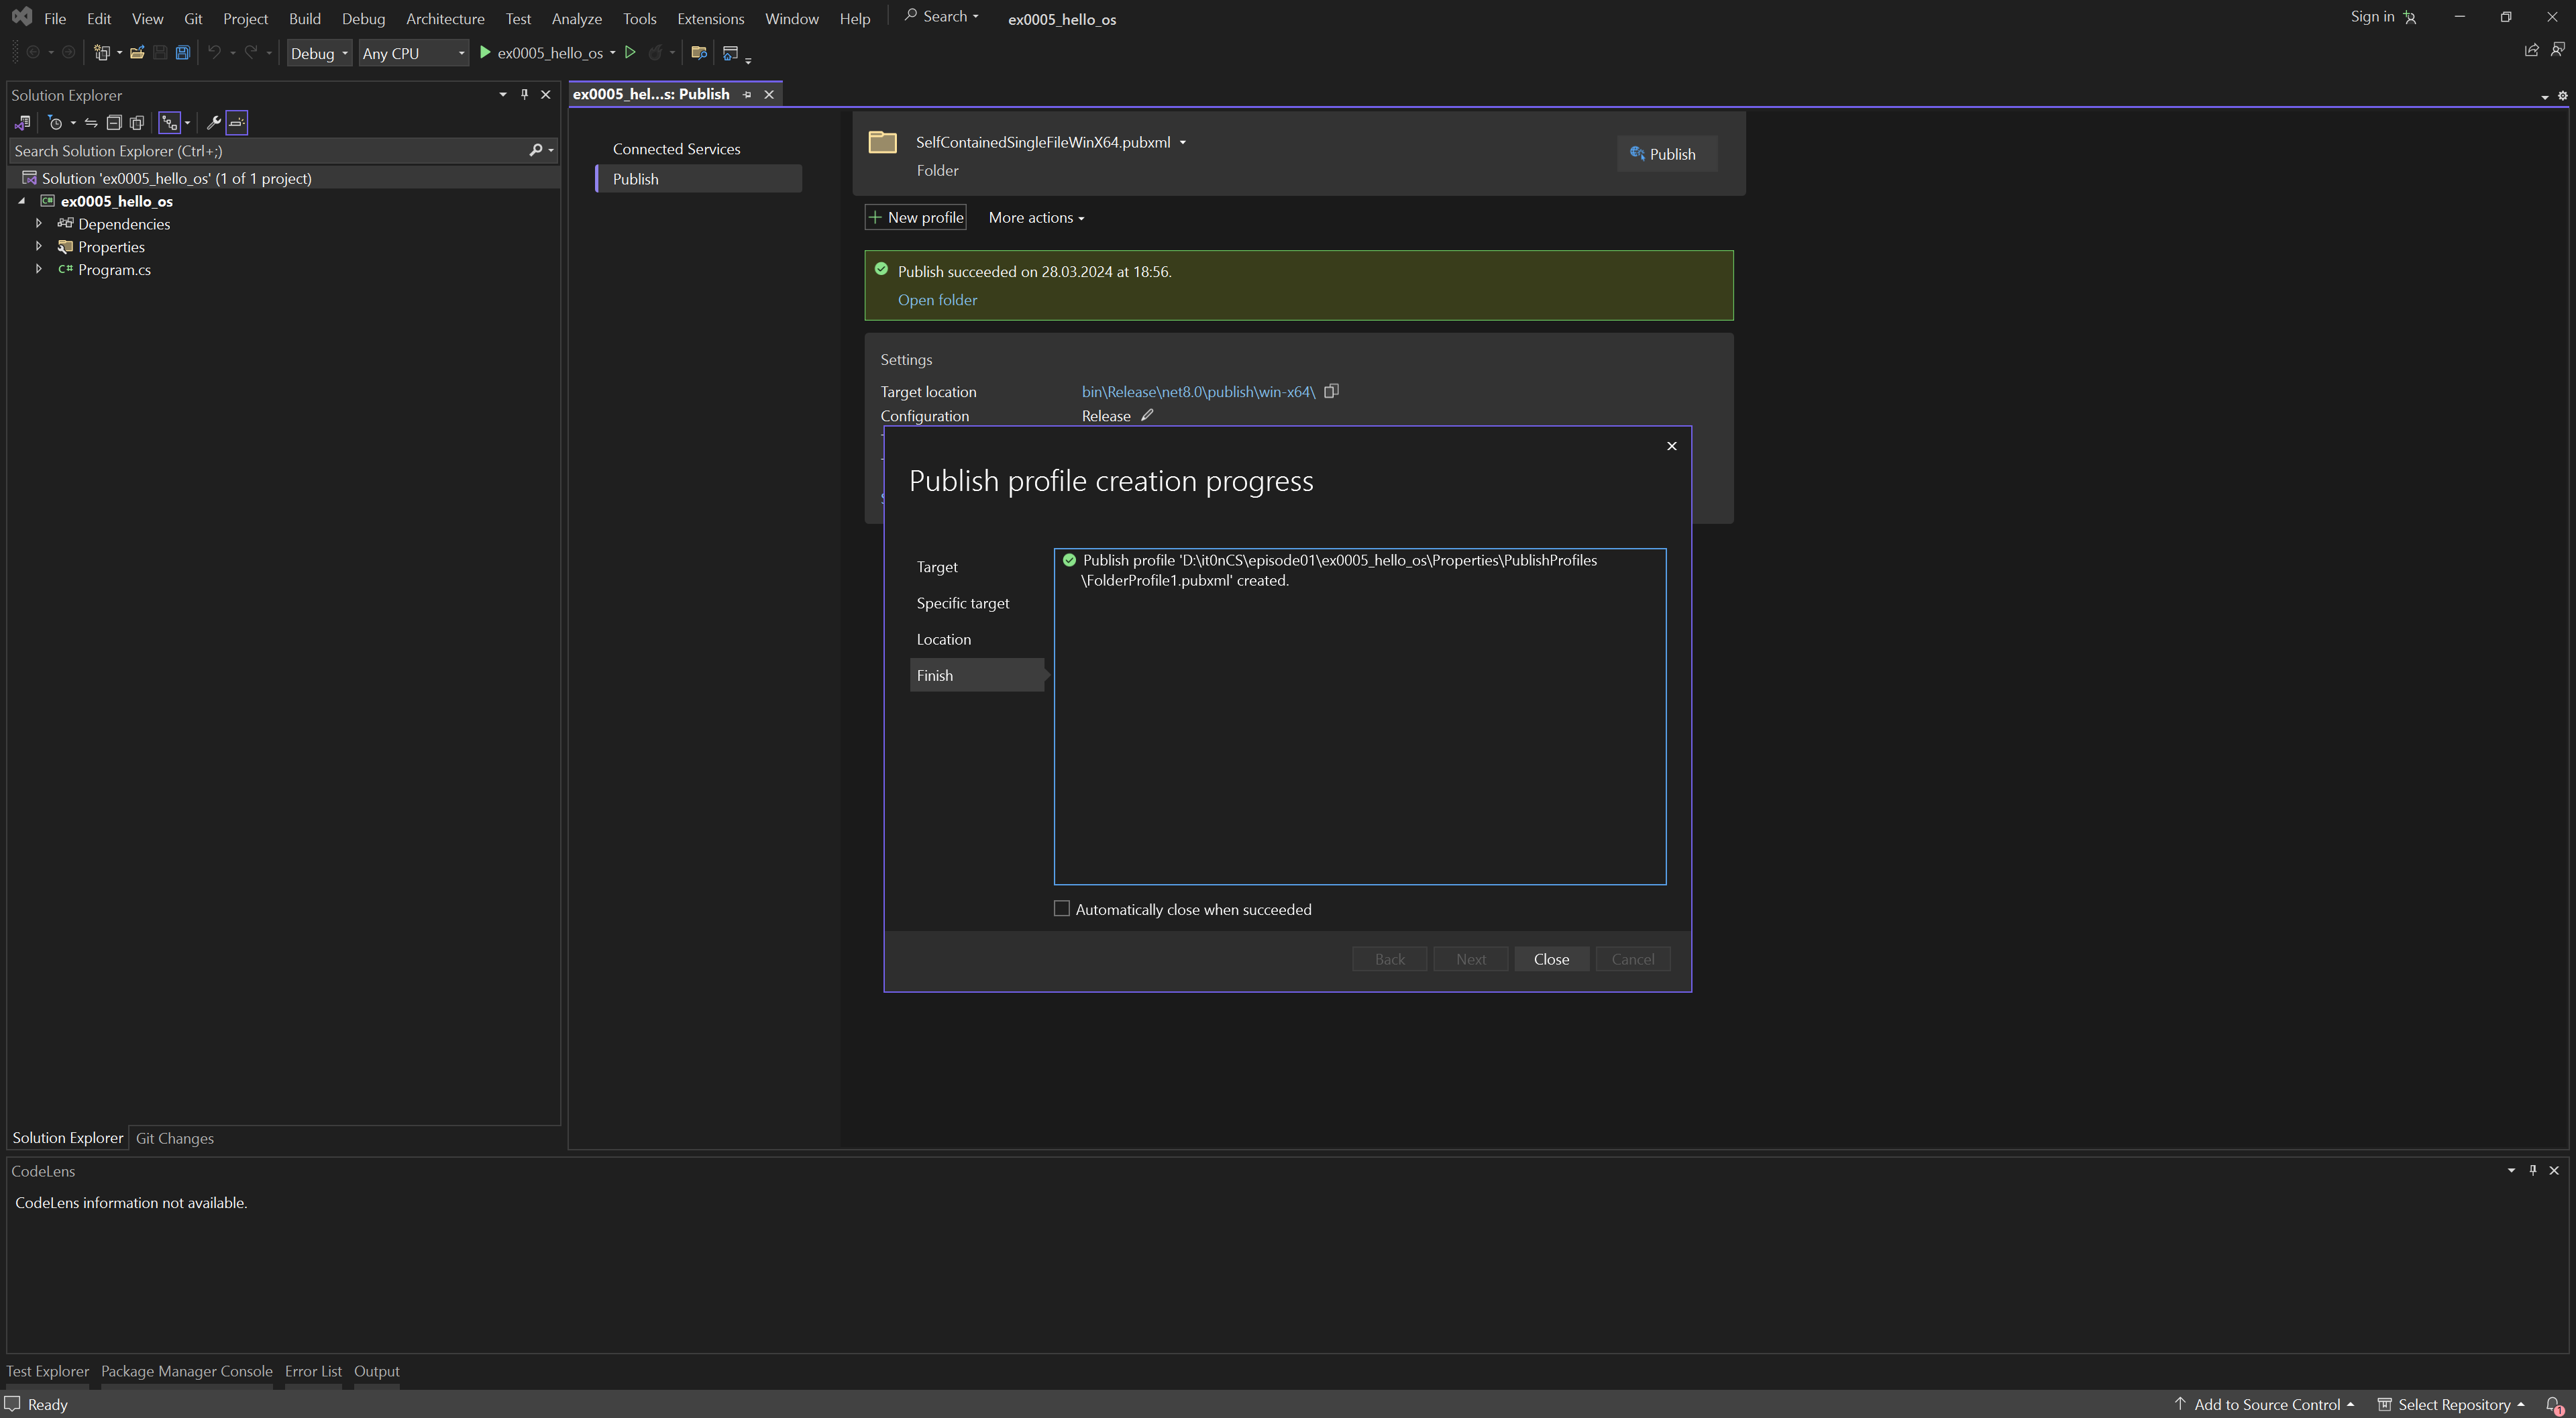 File Edit View Git Project Build Debug Architecture Test Analyze Tools Extensions Window Help Search ex0005_hello_os Sign in
Debug Any CPU ex0005_hello_os
Solution Explorer
Search Solution Explorer (Ctrl+;)
Solution 'ex0005_hello_os' (1 of 1 project)
C# ex0005_hello_os
Dependencies
Properties
C# Program.cs
Solution Explorer Git Changes
ex0005_hel...s: Publish
Connected Services
Publish
SelfContainedSingleFileWinX64.pubxml
Folder
Publish
New profile More actions
Publish succeeded on 28.03.2024 at 18:56.
Open folder
Settings
Target location bin\Release\net8.0\publish\win-x64\
Configuration Release
Publish profile creation progress
Target
Specific target
Location
Finish
Publish profile 'D:\it0nCS\episode01\ex0005_hello_os\Properties\PublishProfiles
\FolderProfile1.pubxml' created.
Automatically close when succeeded
Back Next Close Cancel
CodeLens
CodeLens information not available.
Test Explorer Package Manager Console Error List Output
Ready Add to Source Control Select Repository 1